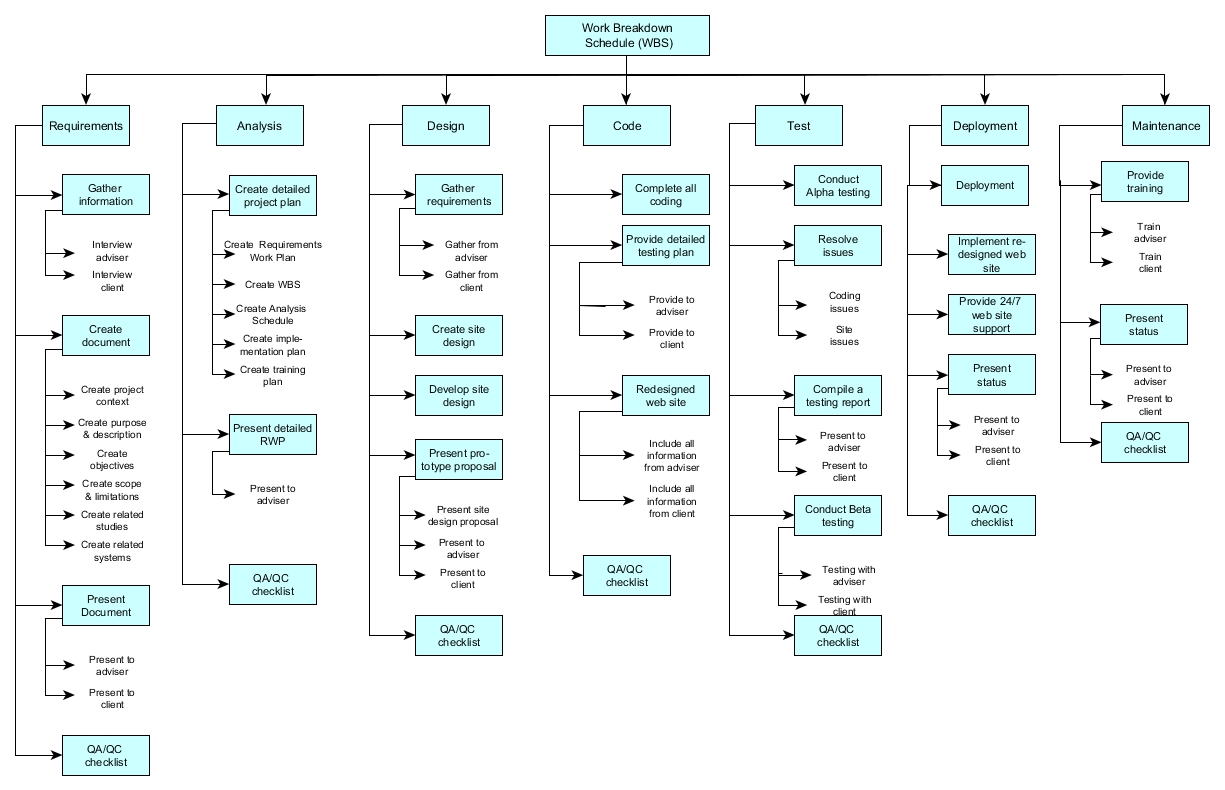 Work Breakdown
Schedule (WBS)
Requirements
Gather
information
Interview
adviser
Interview
client
Create
document
Create project
context
Create purpose
& description
Create
objectives
Create scope
& limitations
Create related
studies
Create related
systems
Present
Document
Present to
adviser
Present to
client
QA/QC
checklist
Analysis
Create detailed
project plan
Create Requirements
Work Plan
Create WBS
Create Analysis
Schedule
Create imple-
mentation plan
Create training
plan
Present detailed
RWP
Present to
adviser
QA/QC
checklist
Design
Gather
requirements
Gather from
adviser
Gather from
client
Create site
design
Develop site
design
Present pro-
totype proposal
Present site
design proposal
Present to
adviser
Present to
client
QA/QC
checklist
Code
Complete all
coding
Provide detailed
testing plan
Provide to
adviser
Provide to
client
Redesigned
web site
Include all
information
from adviser
Include all
information
from client
QA/QC
checklist
Test
Conduct
Alpha testing
Resolve
issues
Coding
issues
Site
issues
Compile a
testing report
Present to
adviser
Present to
client
Conduct Beta
testing
Testing with
adviser
Testing with
client
QA/QC
checklist
Deployment
Deployment
Implement re-
designed web
site
Provide 24/7
web site
support
Present
status
Present to
adviser
Present to
client
QA/QC
checklist
Maintenance
Provide
training
Train
adviser
Train
client
Present
status
Present to
adviser
Present to
client
QA/QC
checklist